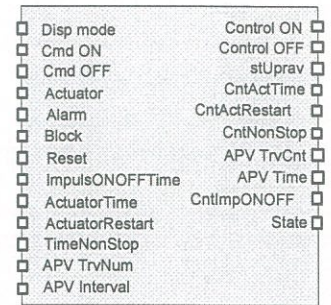 Disp mode
Cmd ON
Cmd OFF
Actuator
Alarm
Block
Reset
ImpulsONOFFTime
ActuatorTime
ActuatorRestart
TimeNonStop
APV TrvNum
APV Interval
Control ON
Control OFF
stUprav
CntActTime
CntActRestart
CntNonStop
APV TrvCnt
APV Time
CntImpONOFF
State